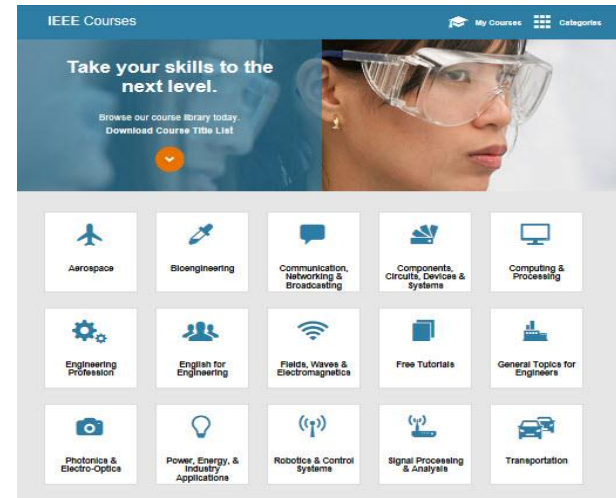 IEEE Courses
My Courses
Categories
Take your skills to the
next level.
Browse our course library today.
Download Course Title List
Aerospace
Bioengineering
Communication,
Networking &
Broadcasting
Components,
Circuits, Devices &
Systems
Computing &
Processing
Engineering
Profession
English for
Engineering
Fields, Waves &
Electromagnetics
Free Tutorials
General Topics for
Engineers
Photonics &
Electro-Optics
Power, Energy, &
Industry
Applications
Robotics & Control
Systems
Signal Processing
& Analysis
Transportation